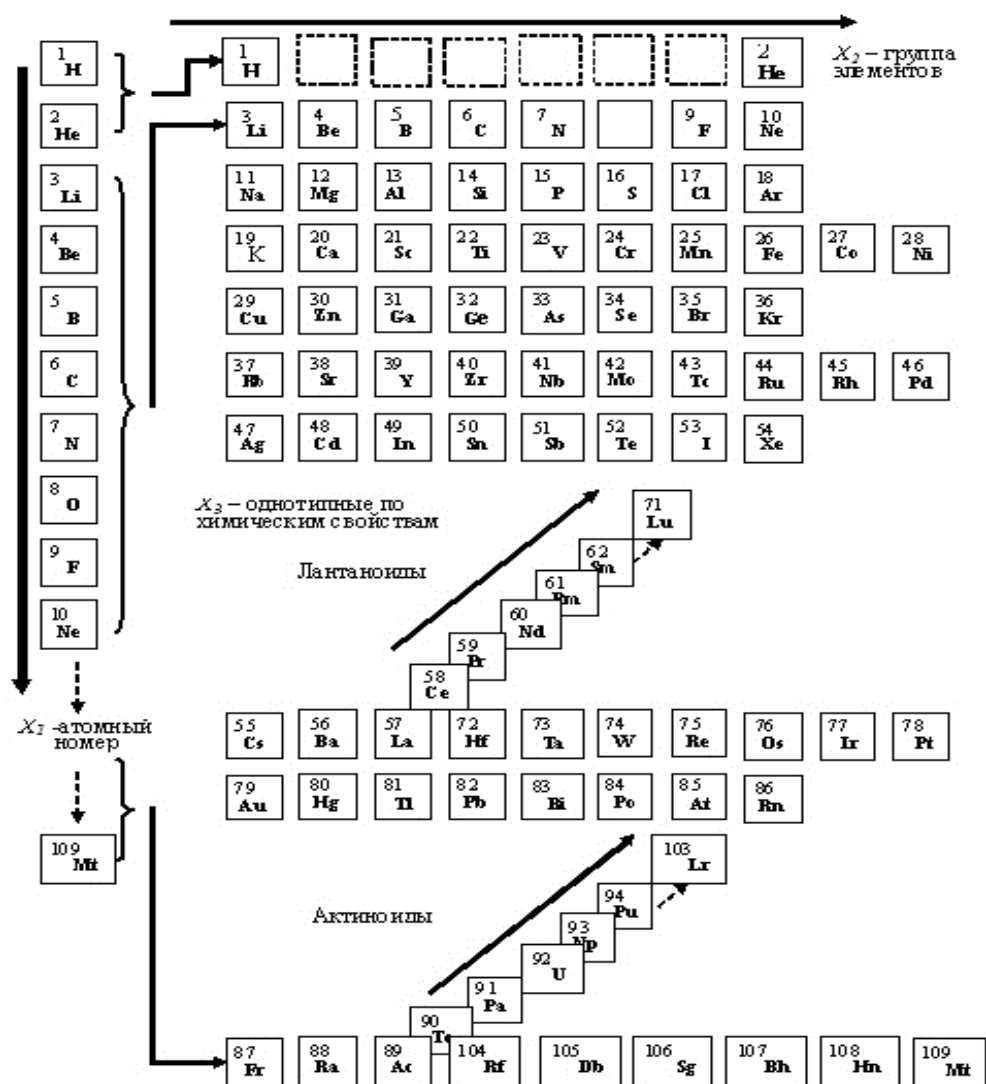 X₂ – группа
элементов
1 H
2 He
3 Li
4 Be
5 B
6 C
7 N
8 O
9 F
10 Ne
X₁ -атомный
номер
109 Mt
1 H 2 He
3 Li 4 Be 5 B 6 C 7 N 9 F 10 Ne
11 Na 12 Mg 13 Al 14 Si 15 P 16 S 17 Cl 18 Ar
19 K 20 Ca 21 Sc 22 Ti 23 V 24 Cr 25 Mn 26 Fe 27 Co 28 Ni
29 Cu 30 Zn 31 Ga 32 Ge 33 As 34 Se 35 Br 36 Kr
37 Rb 38 Sr 39 Y 40 Zr 41 Nb 42 Mo 43 Tc 44 Ru 45 Rh 46 Pd
47 Ag 48 Cd 49 In 50 Sn 51 Sb 52 Te 53 I 54 Xe
X₃ – однотипные по
химическим свойствам
Лантаноиды
71 Lu
62 Sm
61 Pm
60 Nd
59 Pr
58 Ce
55 Cs 56 Ba 57 La 72 Hf 73 Ta 74 W 75 Re 76 Os 77 Ir 78 Pt
79 Au 80 Hg 81 Tl 82 Pb 83 Bi 84 Po 85 At 86 Rn
Актиноиды
103 Lr
94 Pu
93 Np
92 U
91 Pa
90
87 Fr 88 Ra 89 Ac 104 Rf 105 Db 106 Sg 107 Bh 108 Hn 109 Mt